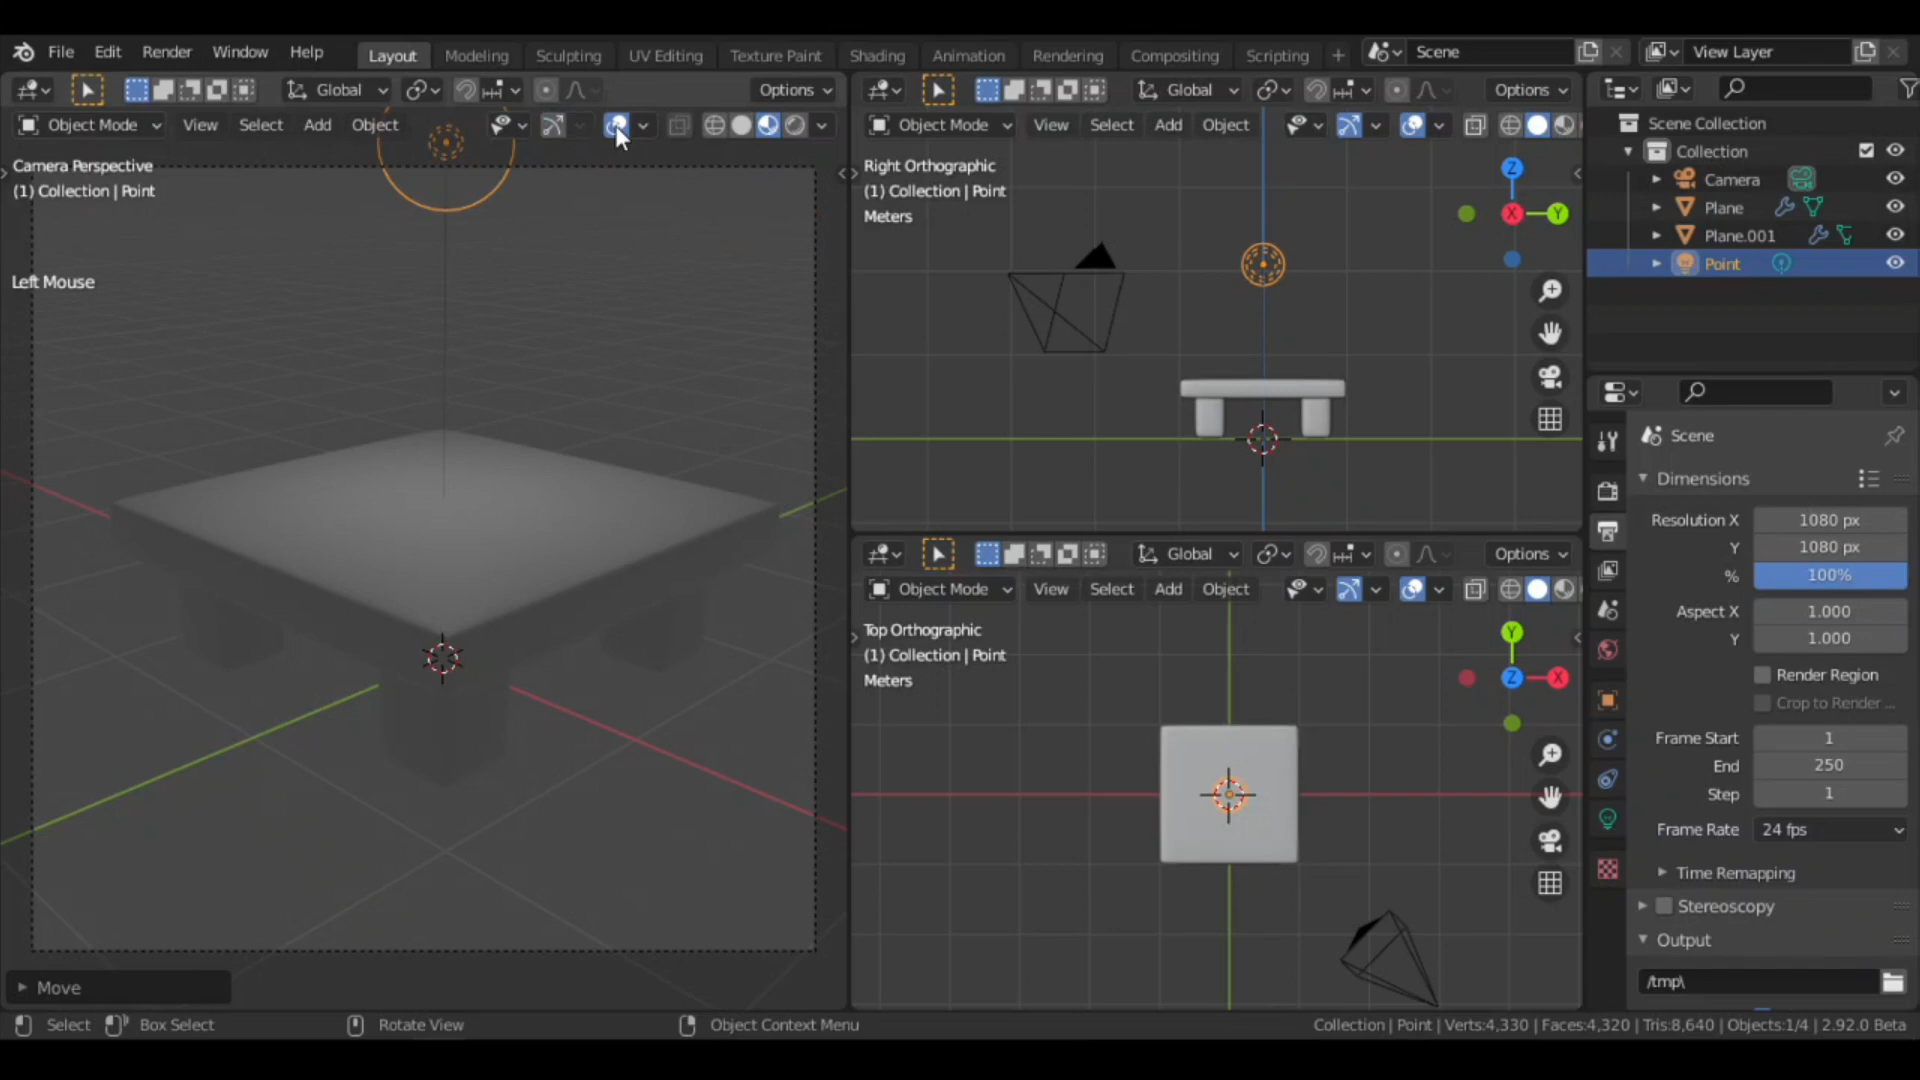 File Edit Render Window Help Layout Modeling Sculpting UV Editing Texture Paint Shading Animation Rendering Compositing Scripting + Scene View Layer
Global Options
Object Mode View Select Add Object
Camera Perspective
(1) Collection | Point
Left Mouse
Move
Global Options
Object Mode View Select Add Object
Right Orthographic
(1) Collection | Point
Meters
Z
X
Y
Global Options
Object Mode View Select Add Object
Top Orthographic
(1) Collection | Point
Meters
Y
Z
X
Scene Collection
Collection
Camera
Plane
Plane.001
Point
Scene
Dimensions
Resolution X 1080 px
Y 1080 px
% 100%
Aspect X 1.000
Y 1.000
Render Region
Crop to Render ...
Frame Start 1
End 250
Step 1
Frame Rate 24 fps
Time Remapping
Stereoscopy
Output
/tmp\
Select Box Select Rotate View Object Context Menu Collection | Point | Verts:4,330 | Faces:4,320 | Tris:8,640 | Objects:1/4 | 2.92.0 Beta